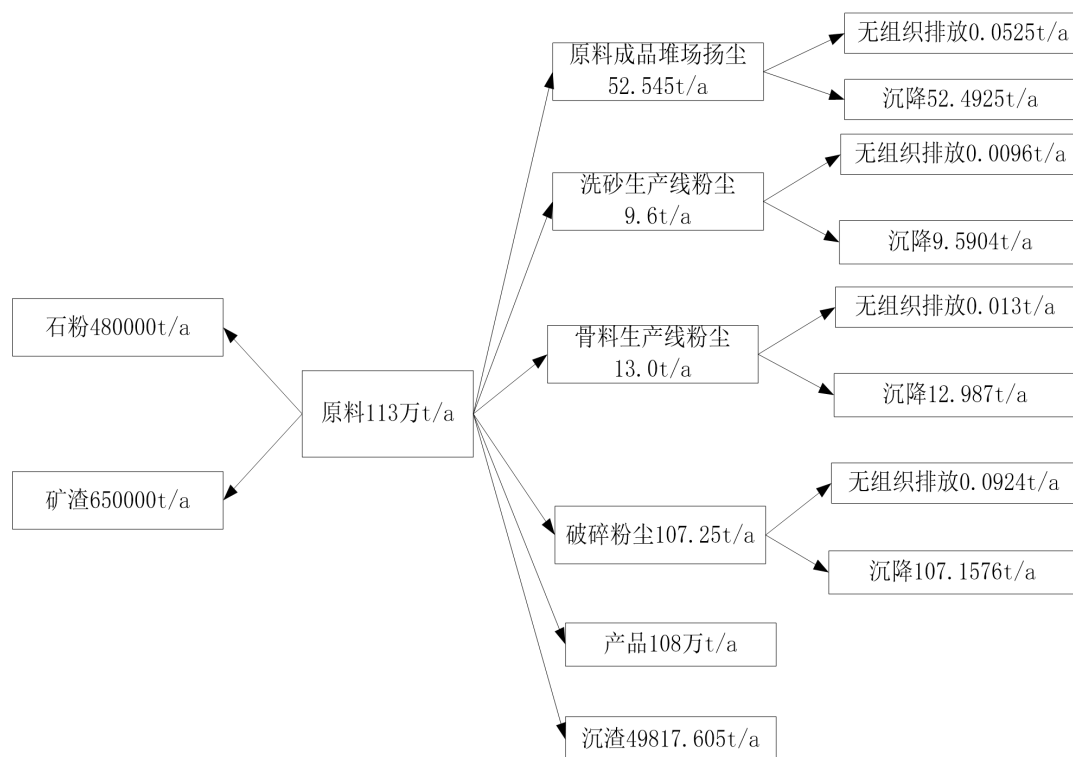 石粉480000t/a
矿渣650000t/a
原料113万t/a
原料成品堆场扬尘
52.545t/a
无组织排放0.0525t/a
沉降52.4925t/a
洗砂生产线粉尘
9.6t/a
无组织排放0.0096t/a
沉降9.5904t/a
骨料生产线粉尘
13.0t/a
无组织排放0.013t/a
沉降12.987t/a
破碎粉尘107.25t/a
无组织排放0.0924t/a
沉降107.1576t/a
产品108万t/a
沉渣49817.605t/a